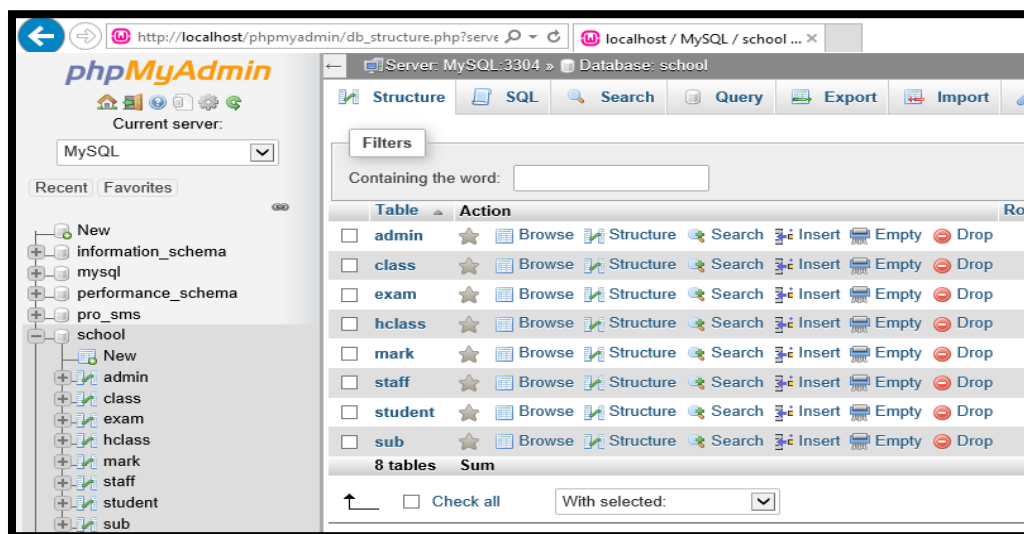 http://localhost/phpmyadmin/db_structure.php?serve
localhost / MySQL / school ...
phpMyAdmin
Current server:
MySQL
Recent Favorites
New
information_schema
mysql
performance_schema
pro_sms
school
New
admin
class
exam
hclass
mark
staff
student
sub
Server: MySQL:3304 » Database: school
Structure SQL Search Query Export Import
Filters
Containing the word:
Table Action Ro
admin Browse Structure Search Insert Empty Drop
class Browse Structure Search Insert Empty Drop
exam Browse Structure Search Insert Empty Drop
hclass Browse Structure Search Insert Empty Drop
mark Browse Structure Search Insert Empty Drop
staff Browse Structure Search Insert Empty Drop
student Browse Structure Search Insert Empty Drop
sub Browse Structure Search Insert Empty Drop
8 tables Sum
Check all With selected: